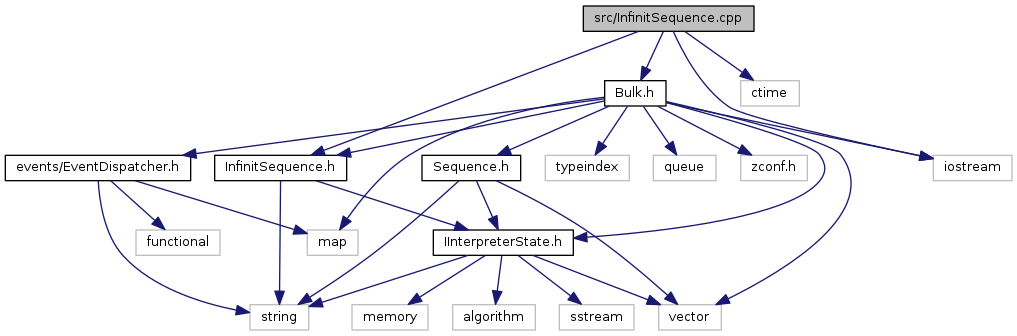 src/InfinitSequence.cpp
Bulk.h
ctime
events/EventDispatcher.h
InfinitSequence.h
Sequence.h
typeindex
queue
zconf.h
iostream
functional
map
IInterpreterState.h
string
memory
algorithm
sstream
vector